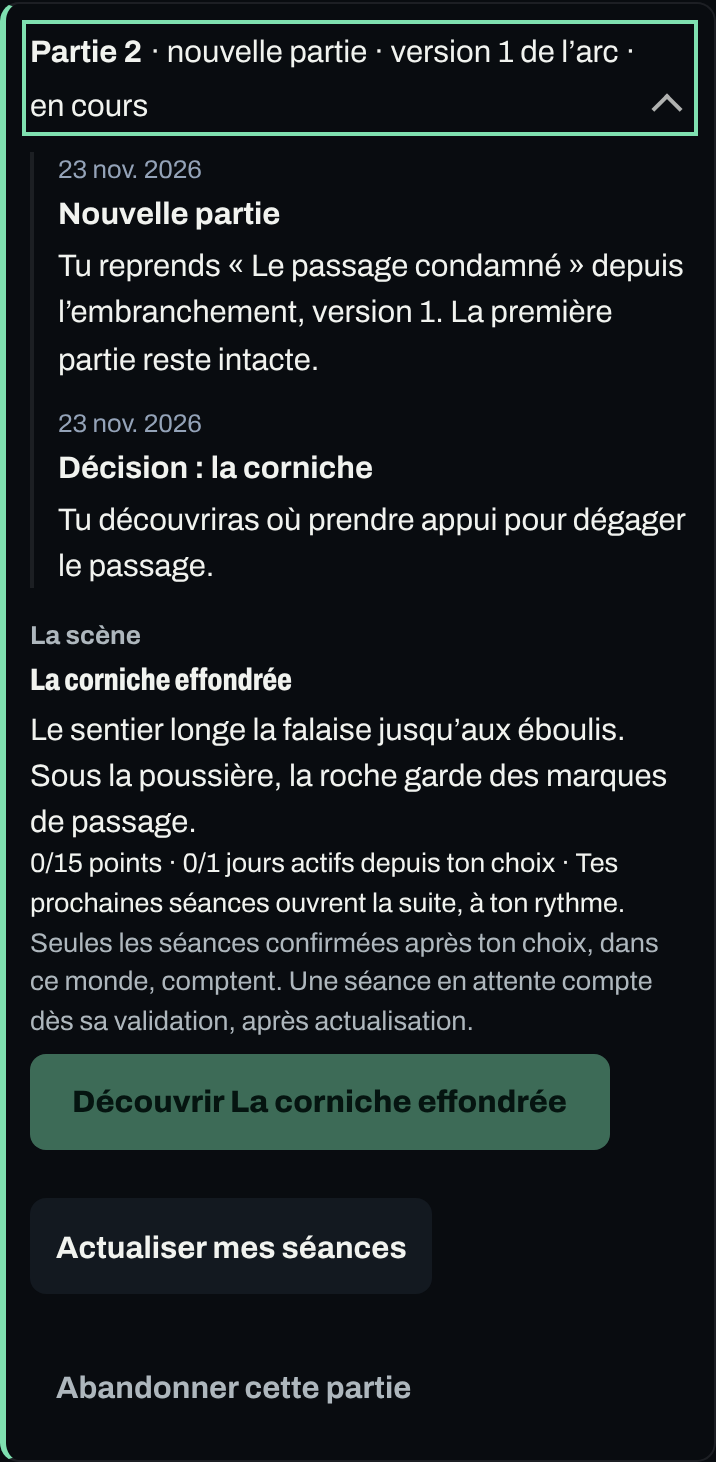 Partie 2 · nouvelle partie · version 1 de l’arc ·
en cours
23 nov. 2026
Nouvelle partie
Tu reprends « Le passage condamné » depuis
l’embranchement, version 1. La première
partie reste intacte.
23 nov. 2026
Décision : la corniche
Tu découvriras où prendre appui pour dégager
le passage.
La scène
La corniche effondrée
Le sentier longe la falaise jusqu’aux éboulis.
Sous la poussière, la roche garde des marques
de passage.
0/15 points · 0/1 jours actifs depuis ton choix · Tes
prochaines séances ouvrent la suite, à ton rythme.
Seules les séances confirmées après ton choix, dans
ce monde, comptent. Une séance en attente compte
dès sa validation, après actualisation.
Découvrir La corniche effondrée
Actualiser mes séances
Abandonner cette partie